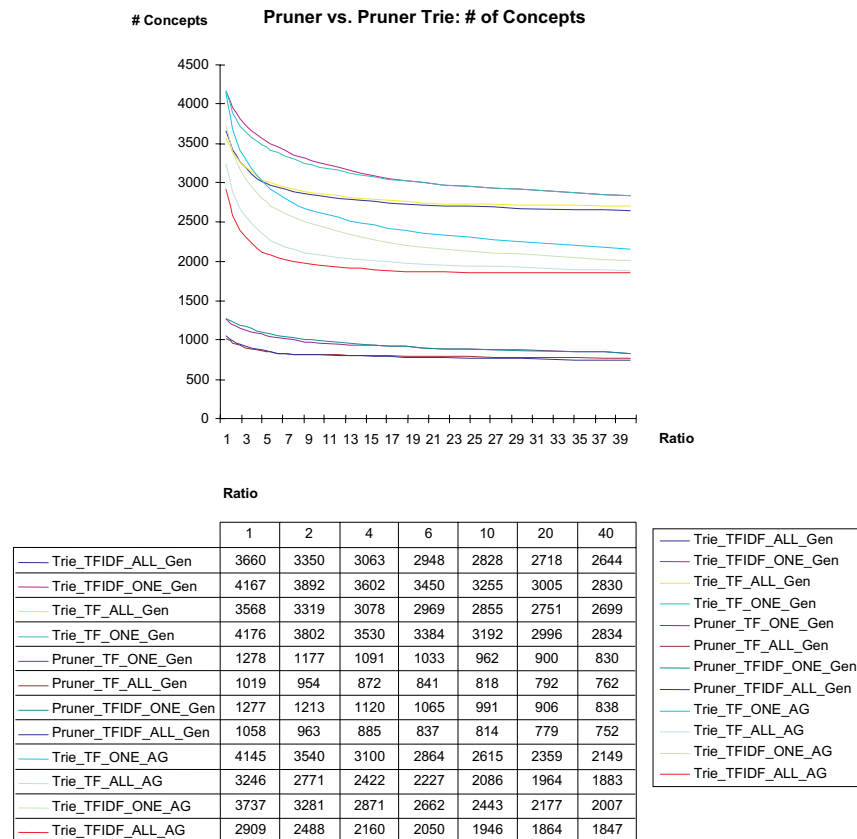 # Concepts
Pruner vs. Pruner Trie: # of Concepts
4500
4000
3500
3000
2500
2000
1500
1000
500
0
1 3 5 7 9 11 13 15 17 19 21 23 25 27 29 31 33 35 37 39
Ratio
Ratio
1 2 4 6 10 20 40
Trie_TFIDF_ALL_Gen 3660 3350 3063 2948 2828 2718 2644
Trie_TFIDF_ONE_Gen 4167 3892 3602 3450 3255 3005 2830
Trie_TF_ALL_Gen 3568 3319 3078 2969 2855 2751 2699
Trie_TF_ONE_Gen 4176 3802 3530 3384 3192 2996 2834
Pruner_TF_ONE_Gen 1278 1177 1091 1033 962 900 830
Pruner_TF_ALL_Gen 1019 954 872 841 818 792 762
Pruner_TFIDF_ONE_Gen 1277 1213 1120 1065 991 906 838
Pruner_TFIDF_ALL_Gen 1058 963 885 837 814 779 752
Trie_TF_ONE_AG 4145 3540 3100 2864 2615 2359 2149
Trie_TF_ALL_AG 3246 2771 2422 2227 2086 1964 1883
Trie_TFIDF_ONE_AG 3737 3281 2871 2662 2443 2177 2007
Trie_TFIDF_ALL_AG 2909 2488 2160 2050 1946 1864 1847
Trie_TFIDF_ALL_Gen
Trie_TFIDF_ONE_Gen
Trie_TF_ALL_Gen
Trie_TF_ONE_Gen
Pruner_TF_ONE_Gen
Pruner_TF_ALL_Gen
Pruner_TFIDF_ONE_Gen
Pruner_TFIDF_ALL_Gen
Trie_TF_ONE_AG
Trie_TF_ALL_AG
Trie_TFIDF_ONE_AG
Trie_TFIDF_ALL_AG